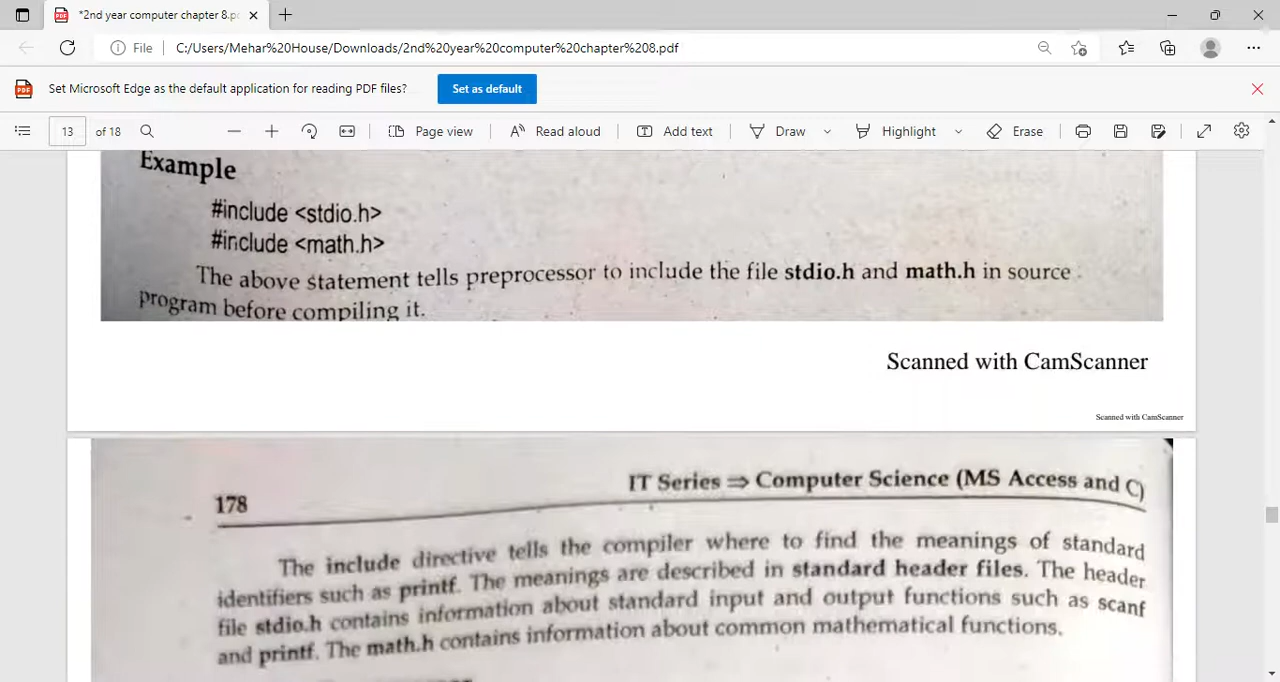 *2nd year computer chapter 8.p
File
C:/Users/Mehar%20House/Downloads/2nd%20year%20computer%20chapter%208.pdf
Set Microsoft Edge as the default application for reading PDF files?
Set as default
13 of 18
Page view
Read aloud
Add text
Draw
Highlight
Erase
Example
#include <stdio.h>
#include <math.h>
The above statement tells preprocessor to include the file stdio.h and math.h in source
program before compiling it.
Scanned with CamScanner
Scanned with CamScanner
178
IT Series ⇒ Computer Science (MS Access and C)
The include directive tells the compiler where to find the meanings of standard
identifiers such as printf. The meanings are described in standard header files. The header
file stdio.h contains information about standard input and output functions such as scanf
and printf. The math.h contains information about common mathematical functions.